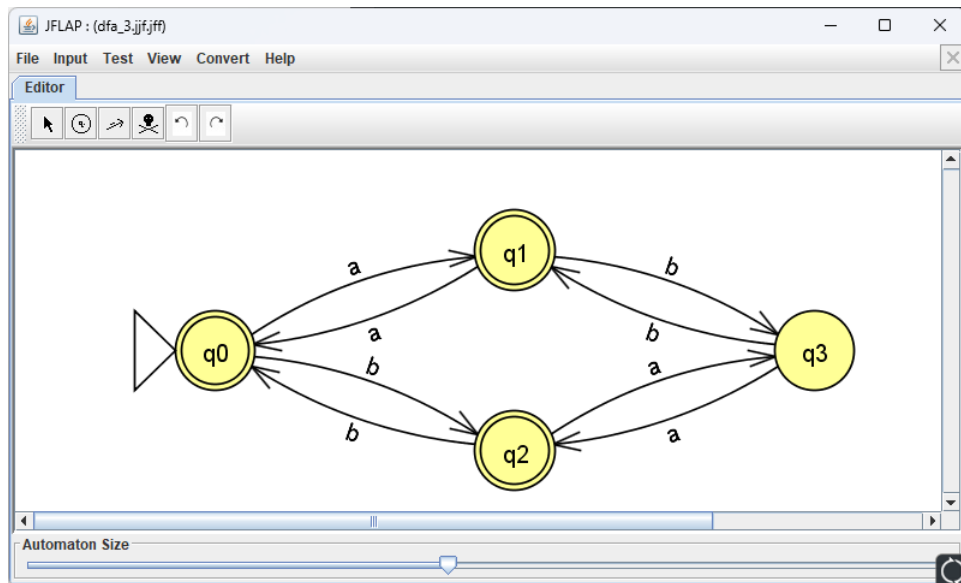 JFLAP : (dfa_3.jjf.jff)
File Input Test View Convert Help
Editor
q
a
q1
b
q0
a
b
q3
b
a
b
q2
a
Automaton Size